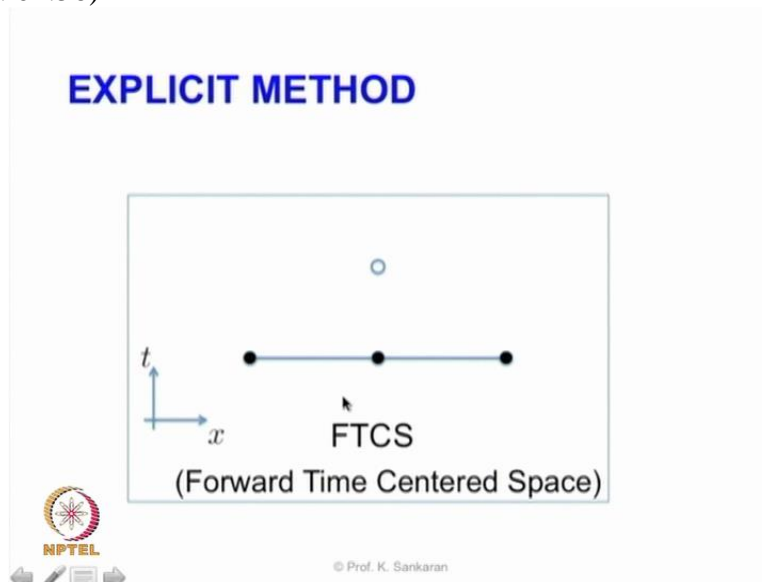 EXPLICIT METHOD
t
x
FTCS
(Forward Time Centered Space)
NPTEL
© Prof. K. Sankaran